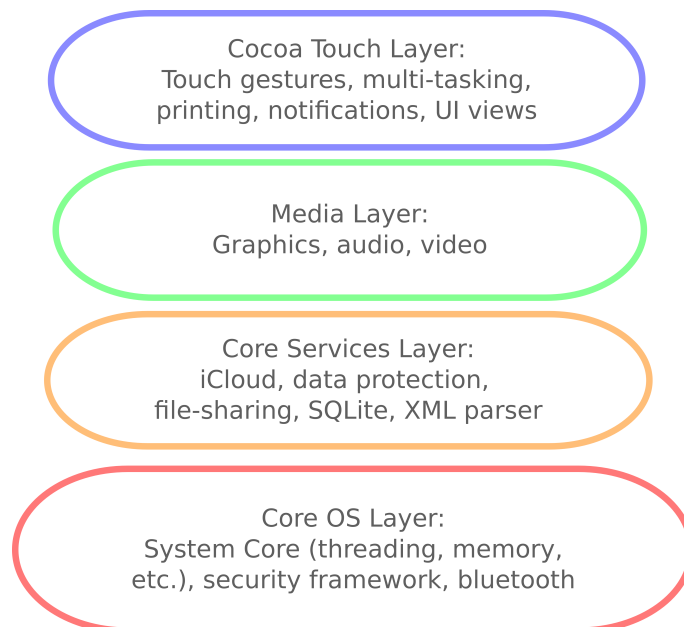 Cocoa Touch Layer:
Touch gestures, multi-tasking,
printing, notifications, UI views
Media Layer:
Graphics, audio, video
Core Services Layer:
iCloud, data protection,
file-sharing, SQLite, XML parser
Core OS Layer:
System Core (threading, memory,
etc.), security framework, bluetooth